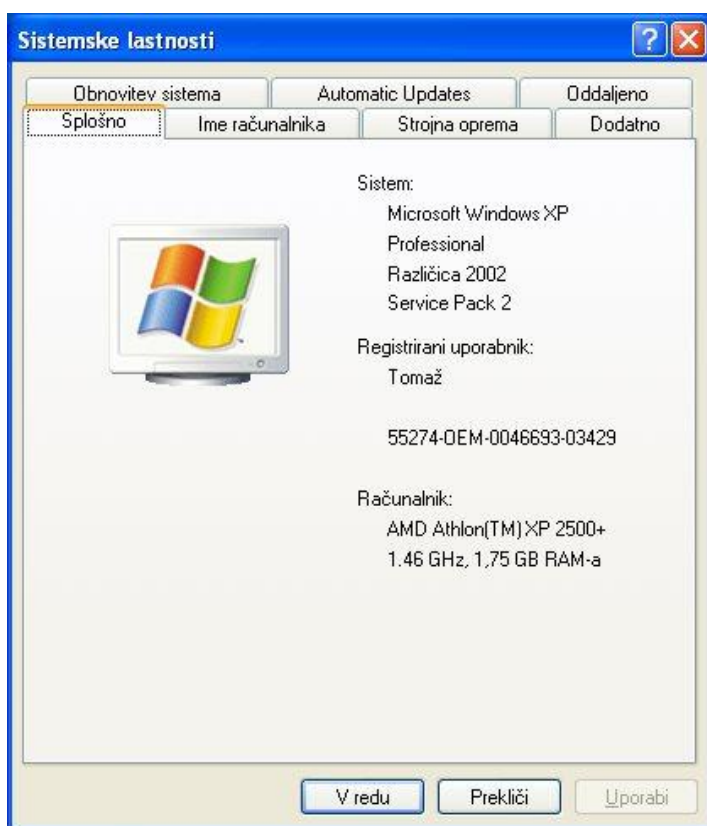 Sistemske lastnosti
Obnovitev sistema Automatic Updates Oddaljeno
Splošno Ime računalnika Strojna oprema Dodatno
Sistem:
Microsoft Windows XP
Professional
Različica 2002
Service Pack 2
Registrirani uporabnik:
Tomaž
55274-OEM-0046693-03429
Računalnik:
AMD Athlon(TM) XP 2500+
1.46 GHz, 1,75 GB RAM-a
V redu Prekliči Uporabi